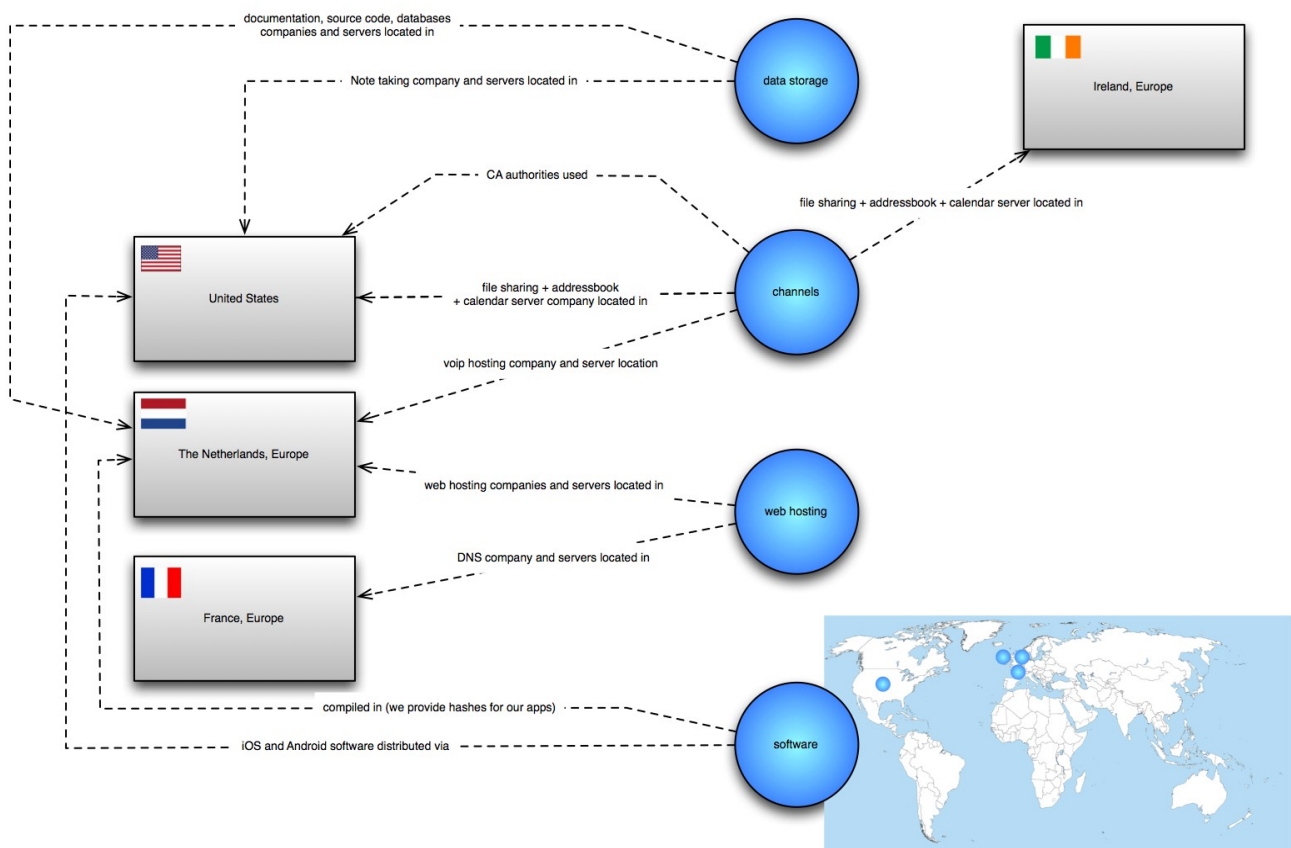 documentation, source code, databases
companies and servers located in
data storage
Note taking company and servers located in
Ireland, Europe
CA authorities used
file sharing + addressbook + calendar server located in
United States
file sharing + addressbook
+ calendar server company located in
channels
voip hosting company and server location
The Netherlands, Europe
web hosting companies and servers located in
web hosting
DNS company and servers located in
France, Europe
compiled in (we provide hashes for our apps)
iOS and Android software distributed via
software